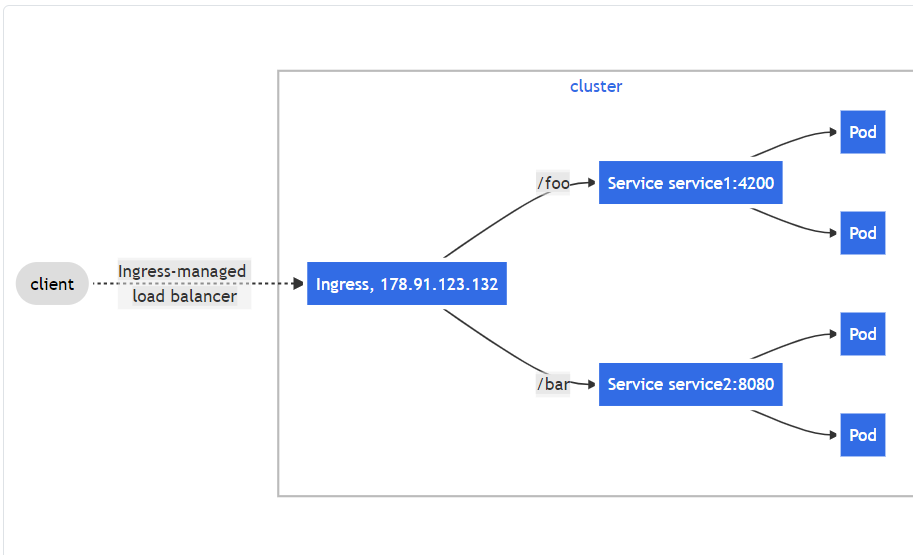 cluster
Pod
/foo
Service service1:4200
Pod
client
Ingress-managed
load balancer
Ingress, 178.91.123.132
Pod
/bar
Service service2:8080
Pod